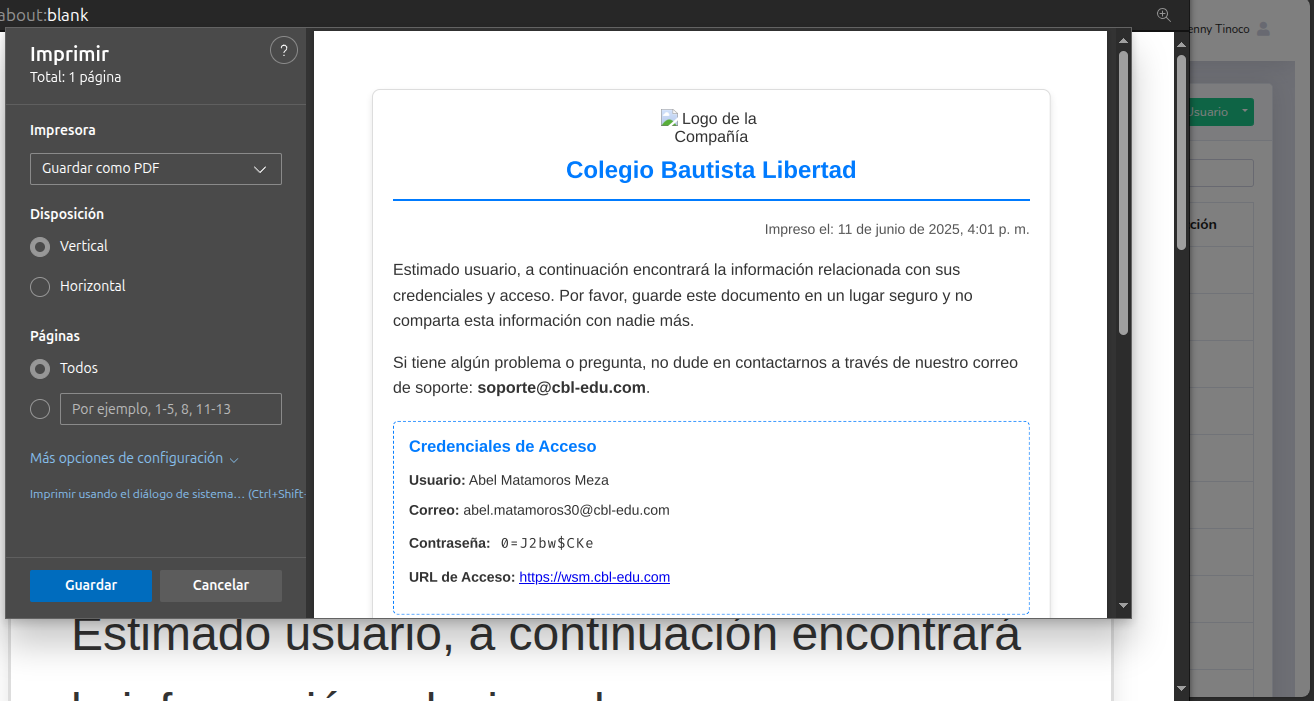 about:blank
enny Tinoco
Imprimir
?
Total: 1 página
Impresora
Guardar como PDF
Disposición
Vertical
Horizontal
Páginas
Todos
Por ejemplo, 1-5, 8, 11-13
Más opciones de configuración
Imprimir usando el diálogo de sistema... (Ctrl+Shift+
Guardar
Cancelar
Logo de la
Compañía
Colegio Bautista Libertad
Impreso el: 11 de junio de 2025, 4:01 p. m.
Estimado usuario, a continuación encontrará la información relacionada con sus
credenciales y acceso. Por favor, guarde este documento en un lugar seguro y no
comparta esta información con nadie más.
Si tiene algún problema o pregunta, no dude en contactarnos a través de nuestro correo
de soporte: soporte@cbl-edu.com.
Credenciales de Acceso
Usuario: Abel Matamoros Meza
Correo: abel.matamoros30@cbl-edu.com
Contraseña: 0=J2bw$CKe
URL de Acceso: https://wsm.cbl-edu.com
Usuario
ción
Estimado usuario, a continuación encontrará